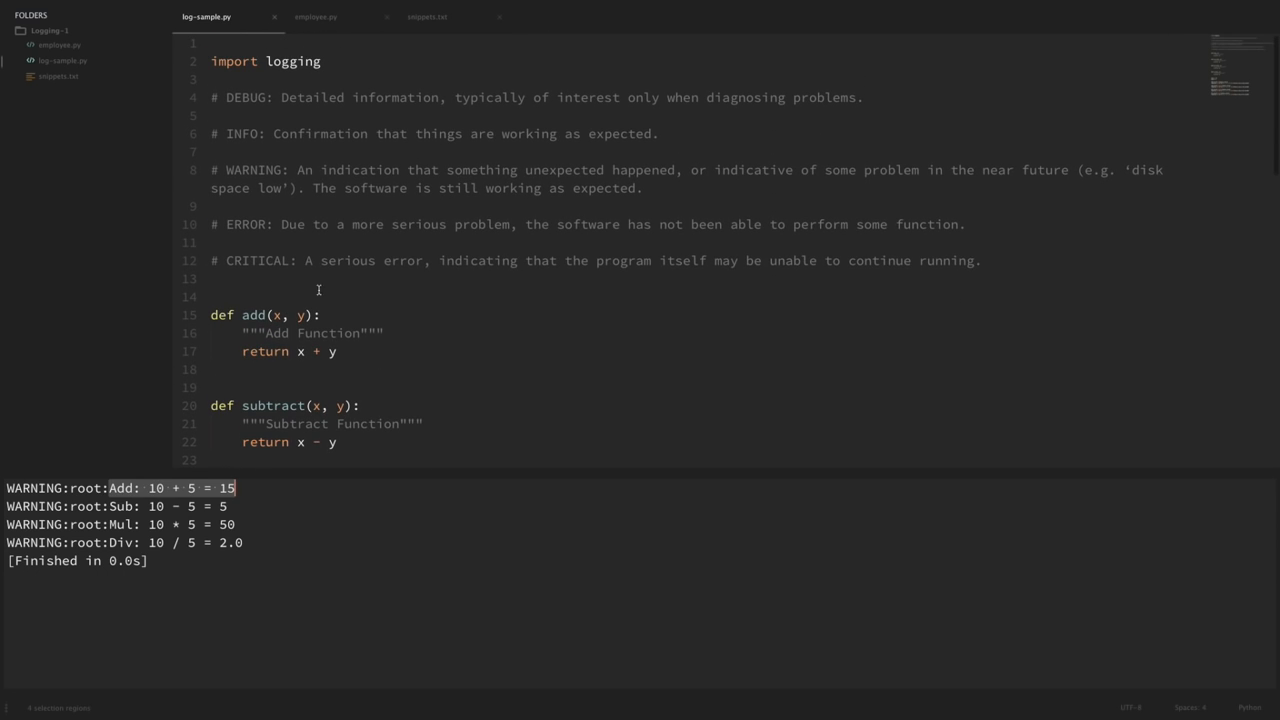 FOLDERS
Logging-1
employee.py
log-sample.py
snippets.txt
log-sample.py × employee.py × snippets.txt ×
1
2 import logging
3
4 # DEBUG: Detailed information, typically of interest only when diagnosing problems.
5
6 # INFO: Confirmation that things are working as expected.
7
8 # WARNING: An indication that something unexpected happened, or indicative of some problem in the near future (e.g. ‘disk
space low’). The software is still working as expected.
9
10 # ERROR: Due to a more serious problem, the software has not been able to perform some function.
11
12 # CRITICAL: A serious error, indicating that the program itself may be unable to continue running.
13
14
15 def add(x, y):
16 """Add Function"""
17 return x + y
18
19
20 def subtract(x, y):
21 """Subtract Function"""
22 return x - y
23
WARNING:root:Add: 10 + 5 = 15
WARNING:root:Sub: 10 - 5 = 5
WARNING:root:Mul: 10 * 5 = 50
WARNING:root:Div: 10 / 5 = 2.0
[Finished in 0.0s]
4 selection regions UTF-8 Spaces: 4 Python